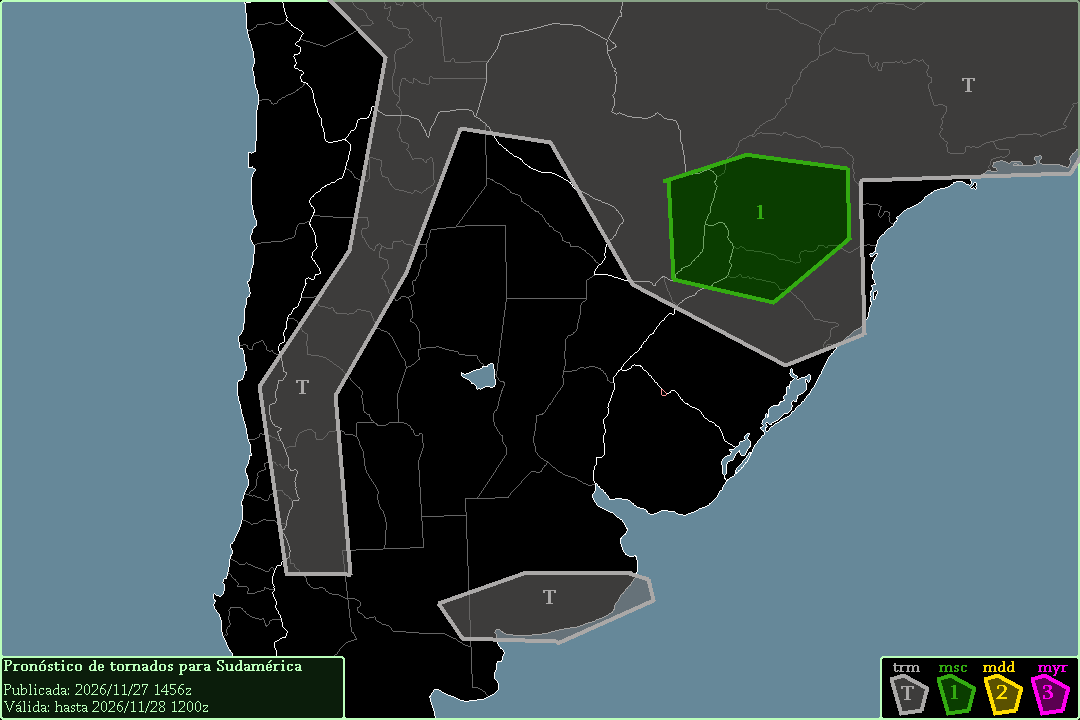 T
1
T
T
Pronóstico de tornados para Sudamérica
Publicada: 2026/11/27 1456z
Válida: hasta 2026/11/28 1200z
trm msc mdd myr
T 1 2 3